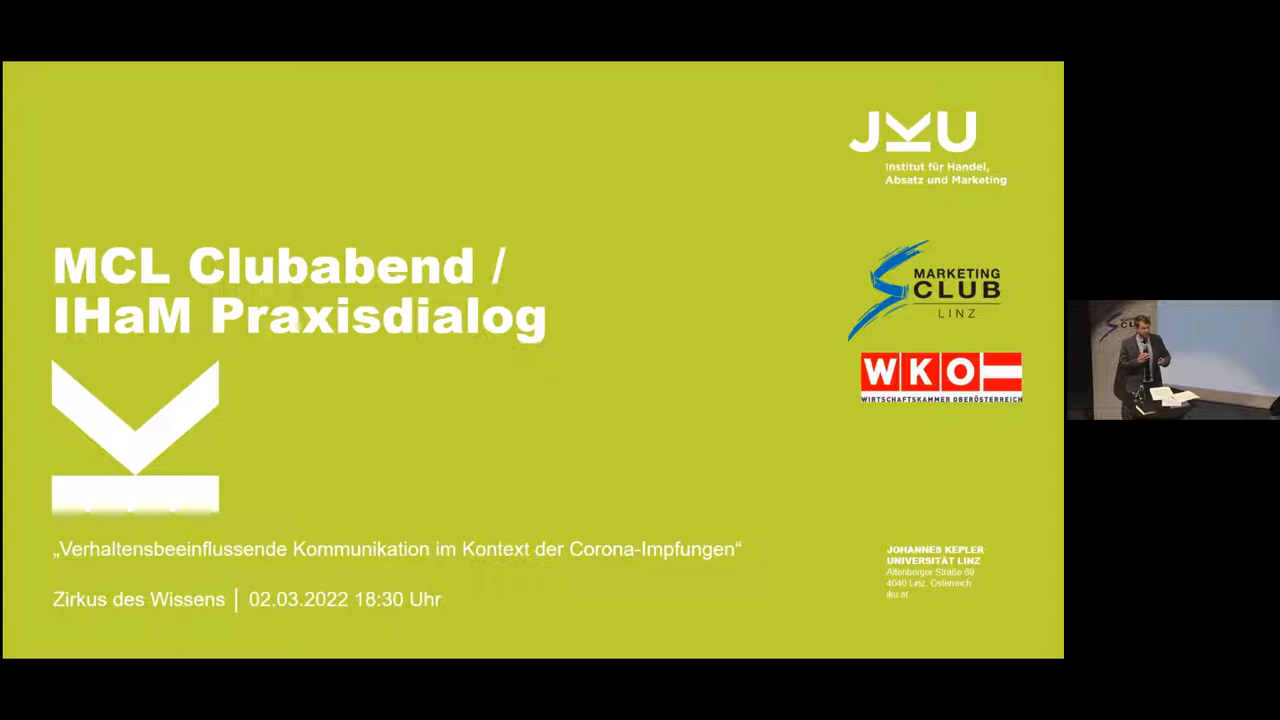 JKU
Institut für Handel,
Absatz und Marketing
MCL Clubabend /
IHaM Praxisdialog
MARKETING
CLUB
LINZ
WKO
WIRTSCHAFTSKAMMER OBERÖSTERREICH
„Verhaltensbeeinflussende Kommunikation im Kontext der Corona-Impfungen“
Zirkus des Wissens | 02.03.2022 18:30 Uhr
JOHANNES KEPLER
UNIVERSITÄT LINZ
Altenberger Straße 69
4040 Linz, Österreich
jku.at